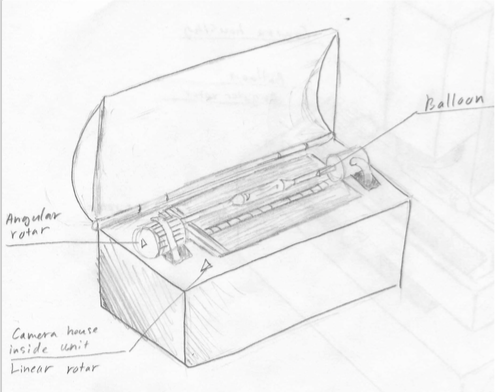 Balloon
Angular
rotar
Camera house
inside unit
Linear rotar